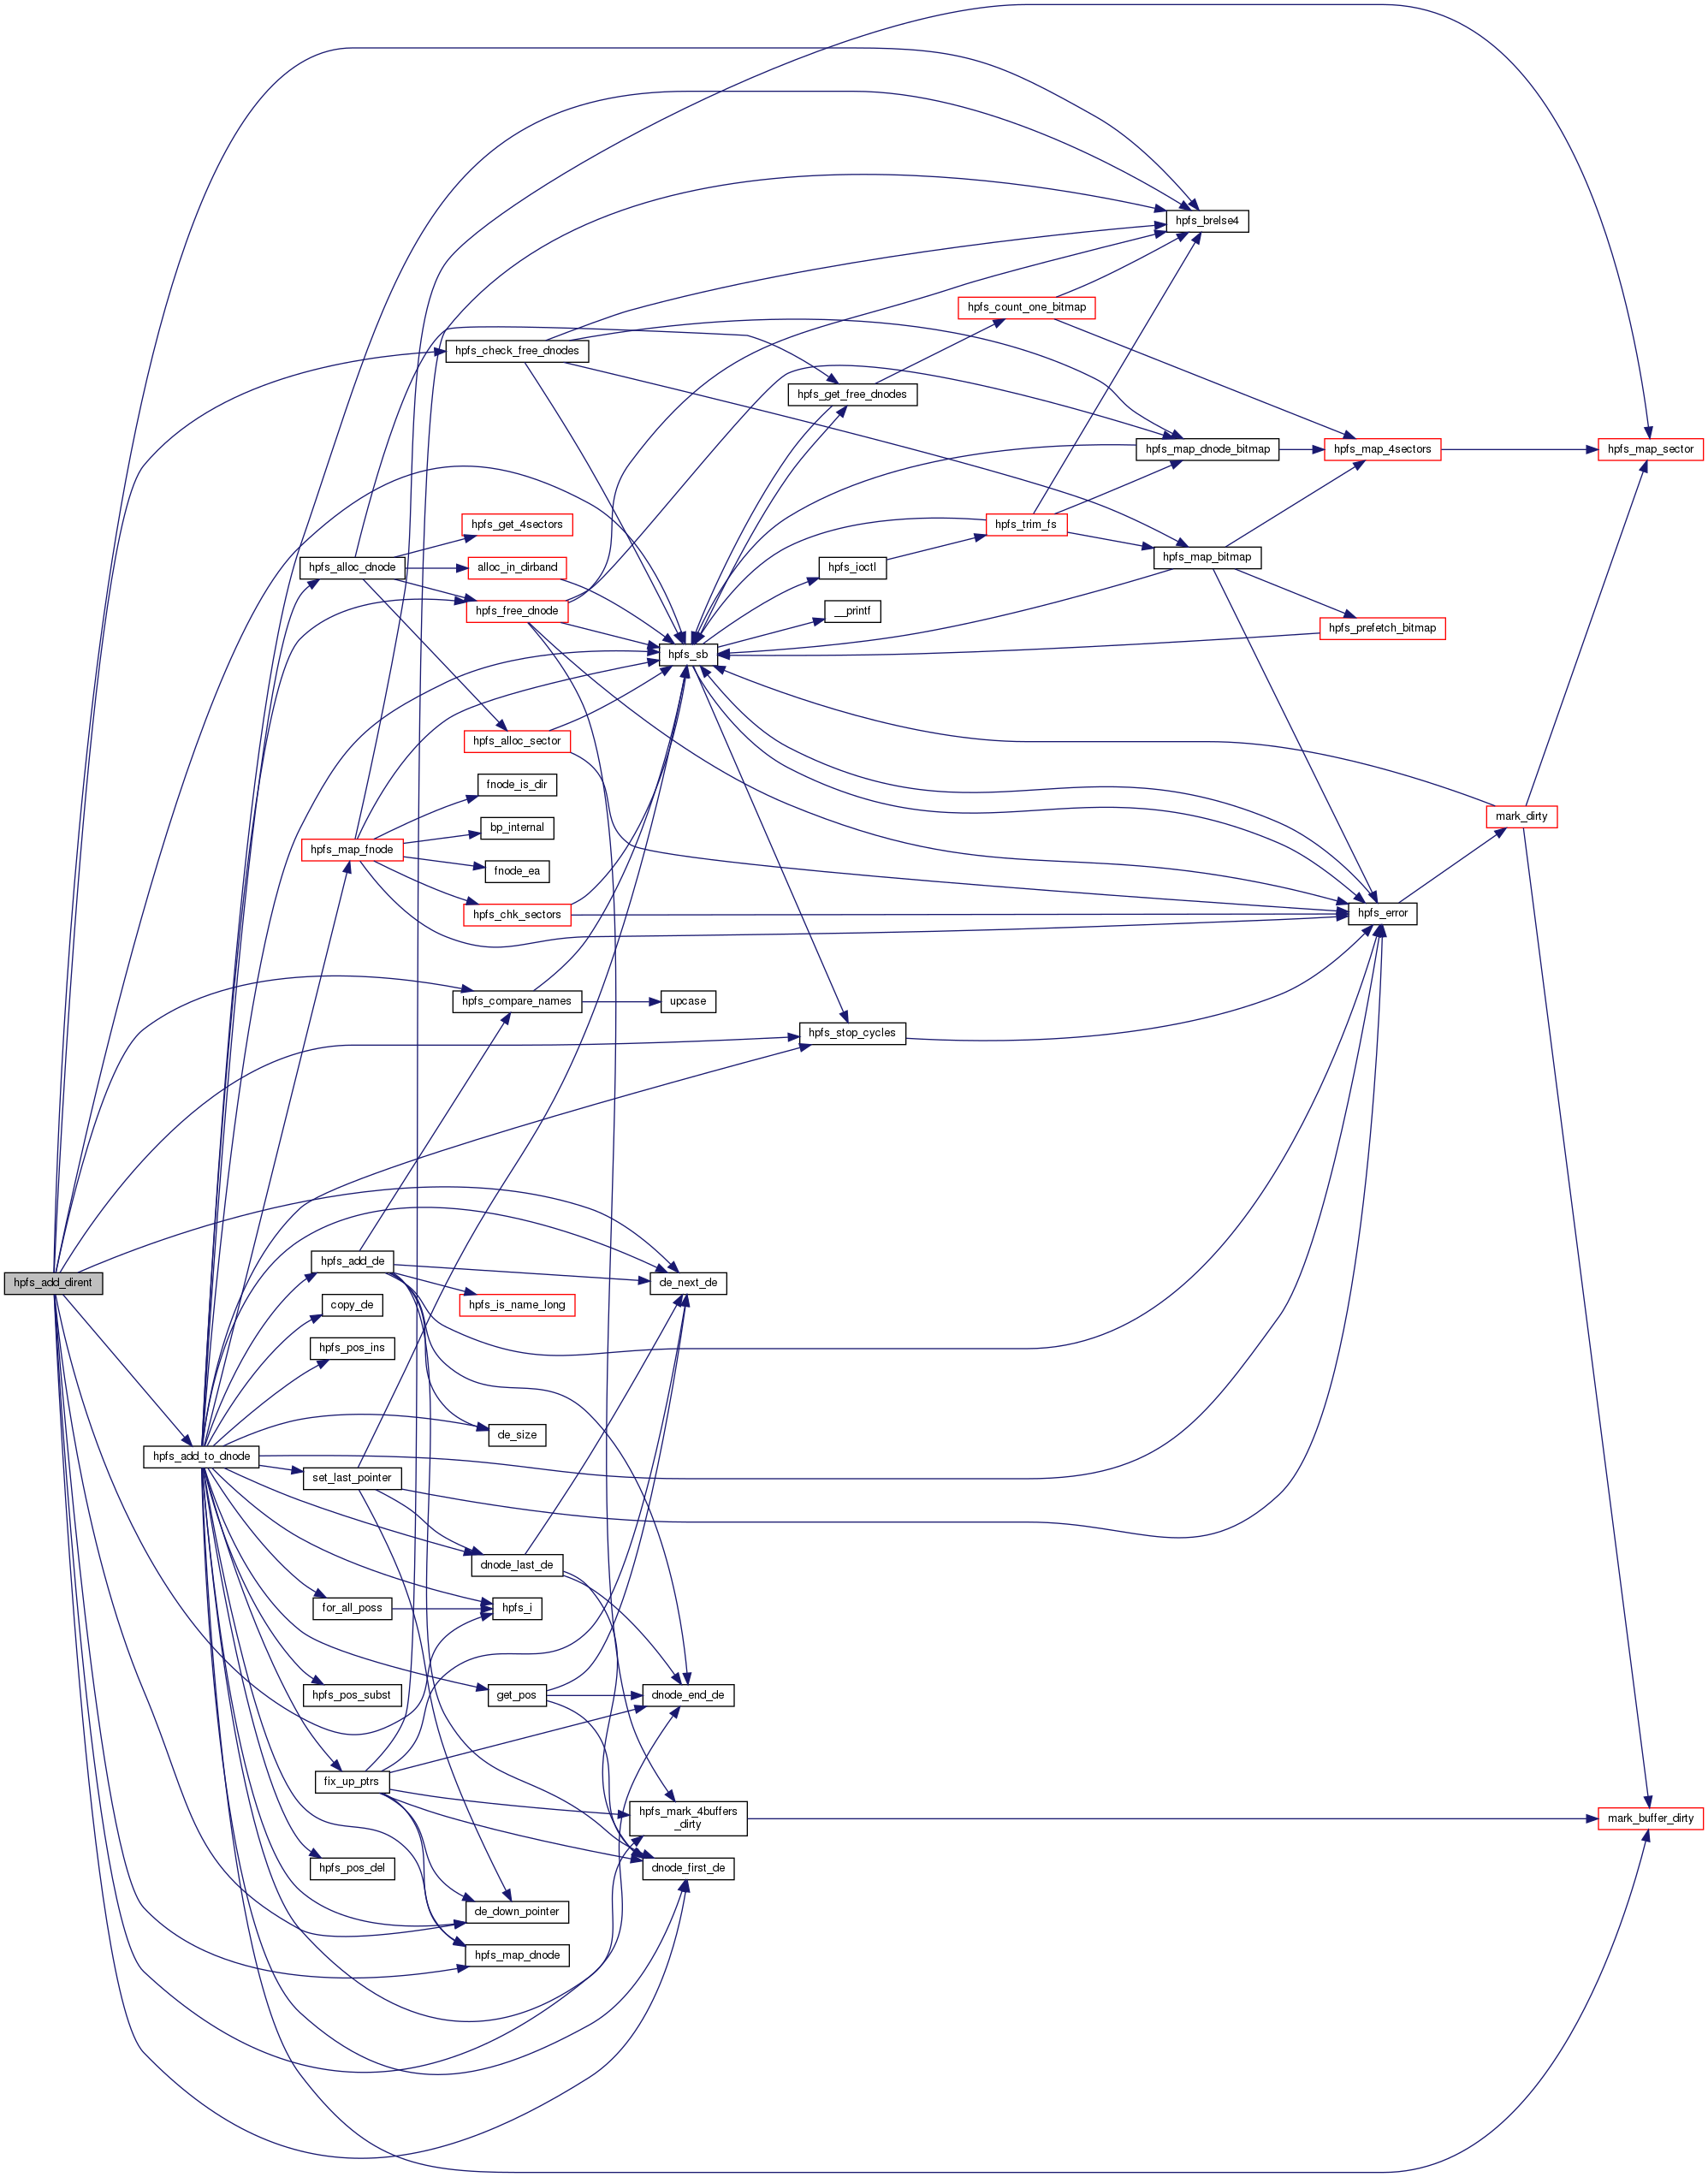 hpfs_brelse4
hpfs_count_one_bitmap
hpfs_check_free_dnodes
hpfs_get_free_dnodes
hpfs_map_dnode_bitmap
hpfs_map_4sectors
hpfs_map_sector
hpfs_get_4sectors
hpfs_trim_fs
hpfs_map_bitmap
hpfs_alloc_dnode
alloc_in_dirband
hpfs_ioctl
hpfs_free_dnode
__printf
hpfs_prefetch_bitmap
hpfs_sb
hpfs_alloc_sector
fnode_is_dir
mark_dirty
bp_internal
hpfs_map_fnode
fnode_ea
hpfs_chk_sectors
hpfs_error
hpfs_compare_names
upcase
hpfs_stop_cycles
hpfs_add_dirent
hpfs_add_de
de_next_de
copy_de
hpfs_is_name_long
hpfs_pos_ins
de_size
hpfs_add_to_dnode
set_last_pointer
dnode_last_de
for_all_poss
hpfs_i
hpfs_pos_subst
get_pos
dnode_end_de
fix_up_ptrs
hpfs_mark_4buffers
_dirty
mark_buffer_dirty
hpfs_pos_del
dnode_first_de
de_down_pointer
hpfs_map_dnode